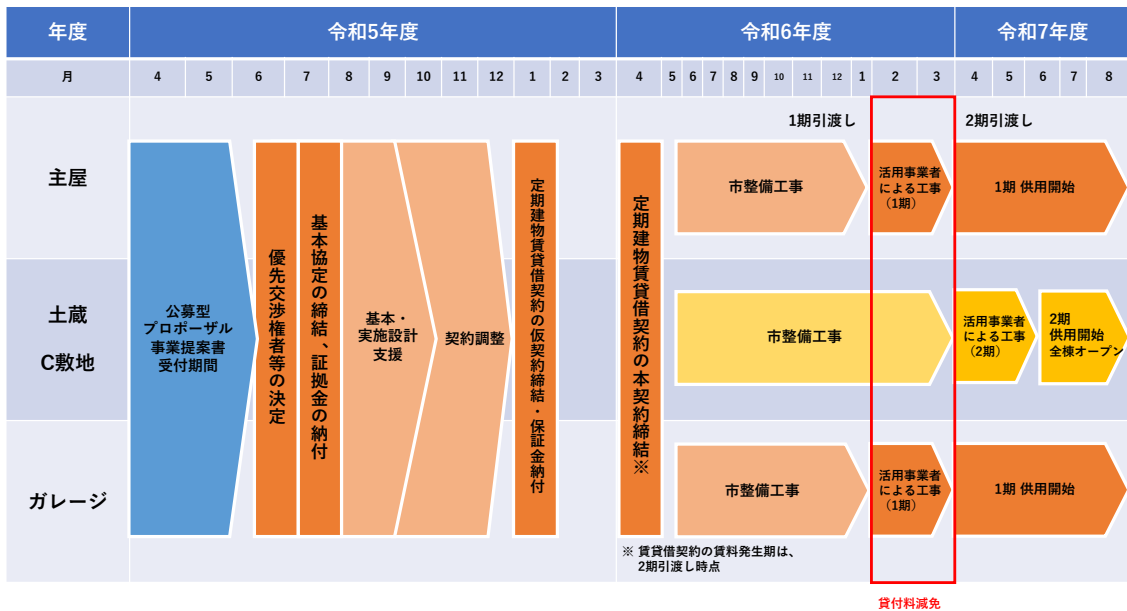 年度
令和5年度
令和6年度
令和7年度
月
4
5
6
7
8
9
10
11
12
1
2
3
4
5
6
7
8
9
10
11
12
1
2
3
4
5
6
7
8
1期引渡し
2期引渡し
主屋
土蔵
C敷地
ガレージ
公募型
プロポーザル
事業提案書
受付期間
優先交渉権者等の決定
基本協定の締結、証拠金の納付
基本・
実施設計
支援
契約調整
定期建物賃貸借契約の仮契約締結・保証金納付
定期建物賃貸借契約の本契約締結※
市整備工事
活用事業者
による工事
（1期）
1期 供用開始
市整備工事
活用事業者
による工事
（2期）
2期
供用開始
全棟オープン
市整備工事
活用事業者
による工事
（1期）
1期 供用開始
※ 賃貸借契約の賃料発生期は、
2期引渡し時点
貸付料減免